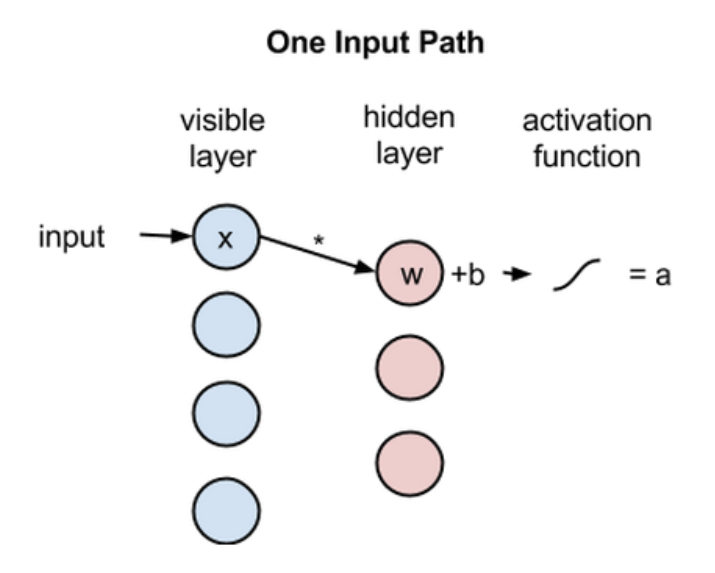 One Input Path
visible
layer
hidden
layer
activation
function
input
x
*
w
+b
= a